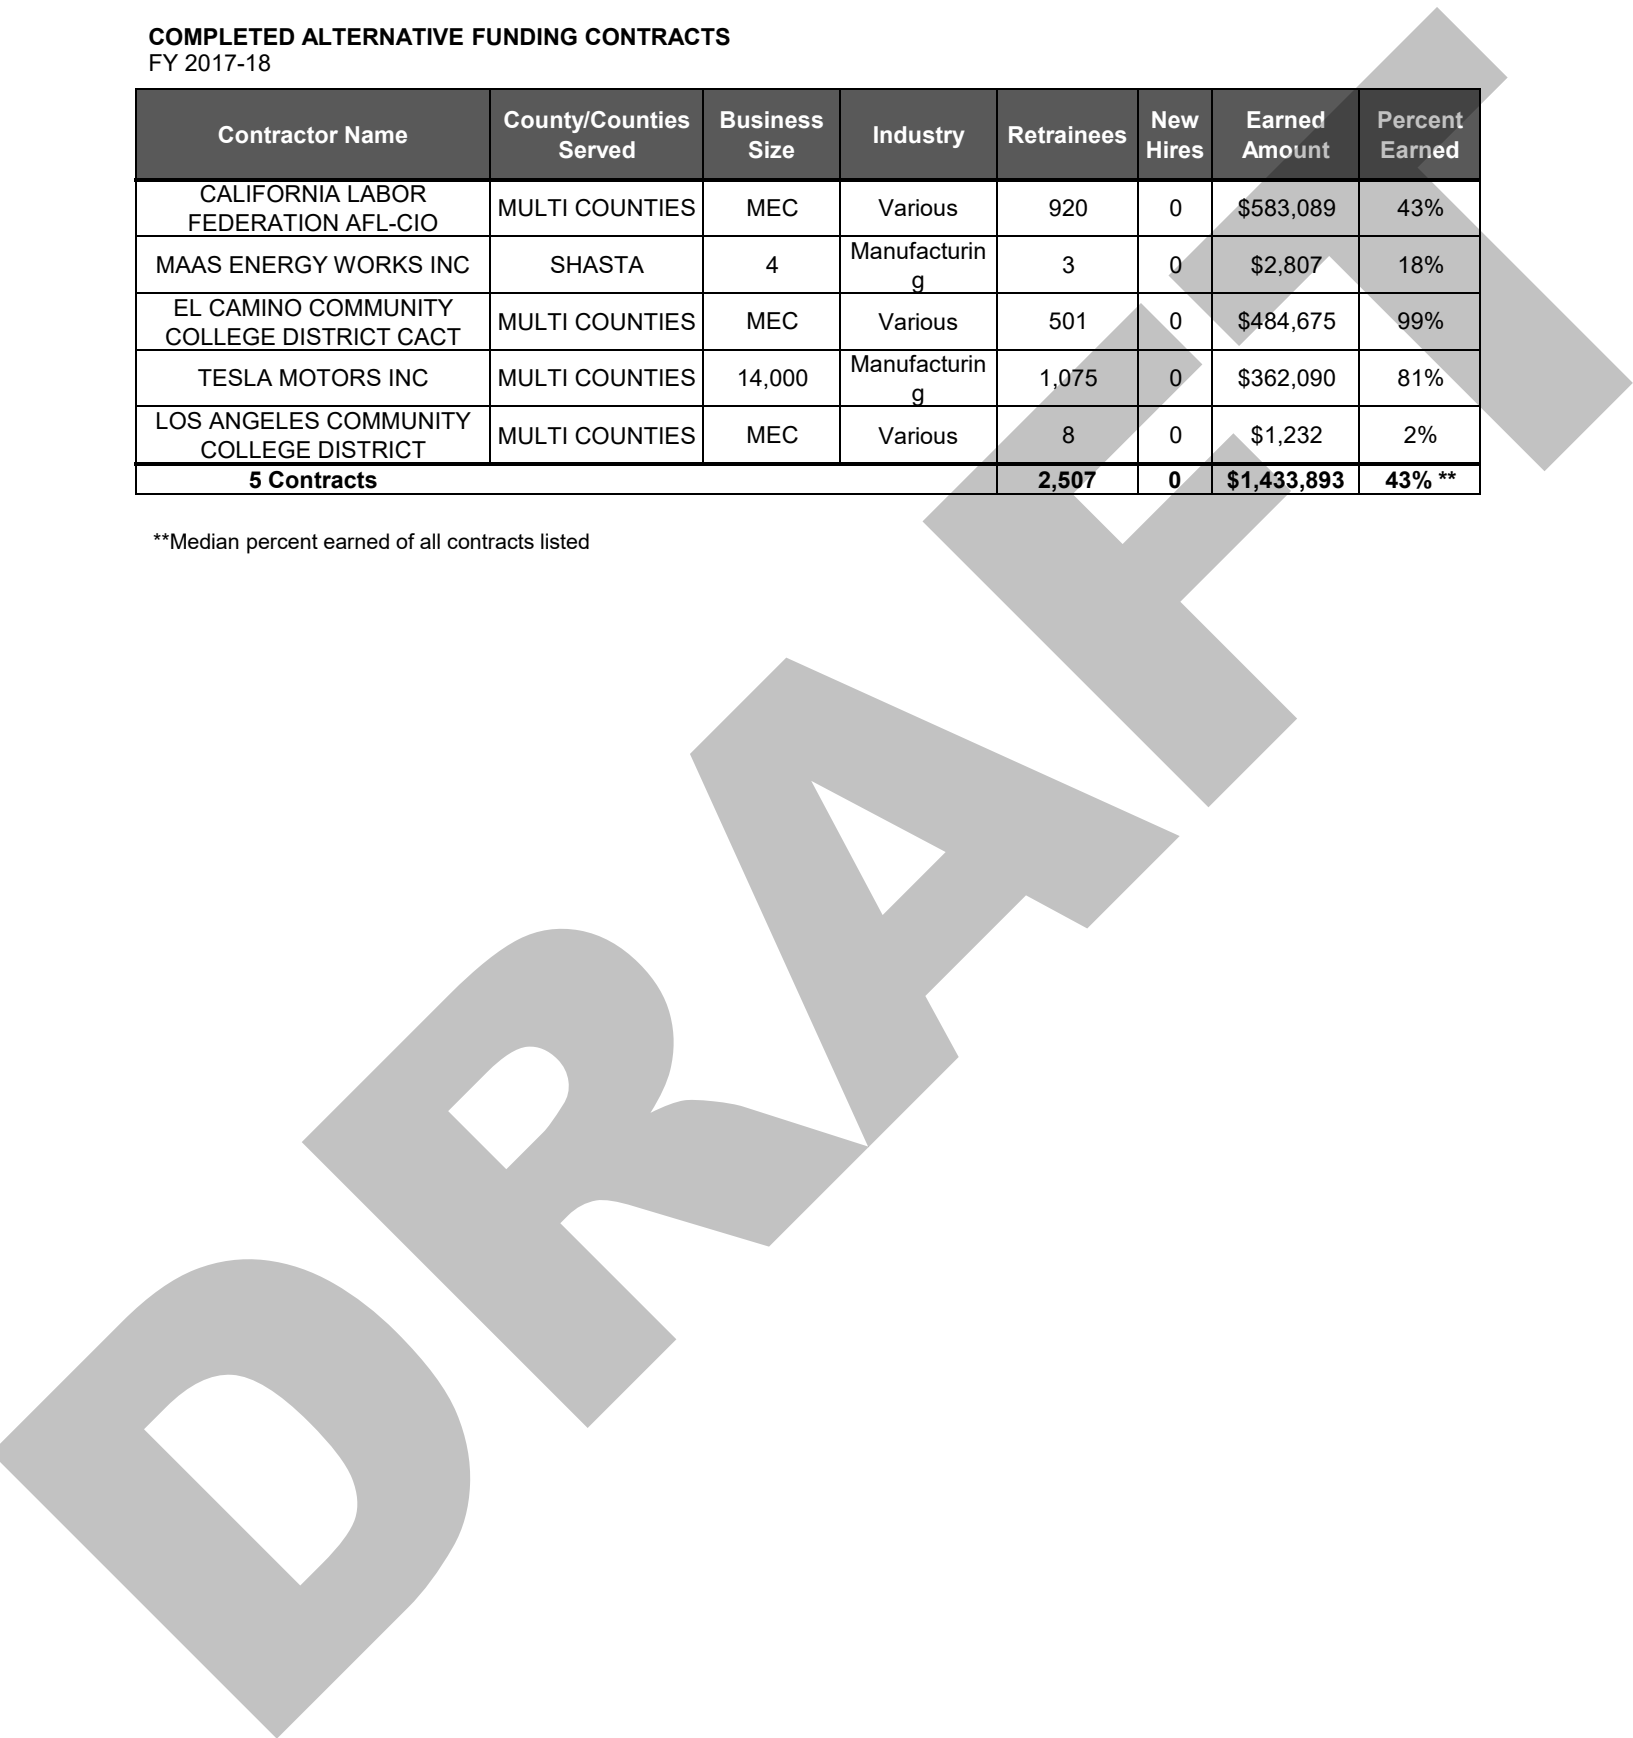 COMPLETED ALTERNATIVE FUNDING CONTRACTS
FY 2017-18
Contractor Name County/Counties Served Business Size Industry Retrainees New Hires Earned Amount Percent Earned
CALIFORNIA LABOR FEDERATION AFL-CIO MULTI COUNTIES MEC Various 920 0 $583,089 43%
MAAS ENERGY WORKS INC SHASTA 4 Manufacturing 3 0 $2,807 18%
EL CAMINO COMMUNITY COLLEGE DISTRICT CACT MULTI COUNTIES MEC Various 501 0 $484,675 99%
TESLA MOTORS INC MULTI COUNTIES 14,000 Manufacturing 1,075 0 $362,090 81%
LOS ANGELES COMMUNITY COLLEGE DISTRICT MULTI COUNTIES MEC Various 8 0 $1,232 2%
5 Contracts 2,507 0 $1,433,893 43% **
**Median percent earned of all contracts listed
DRAFT